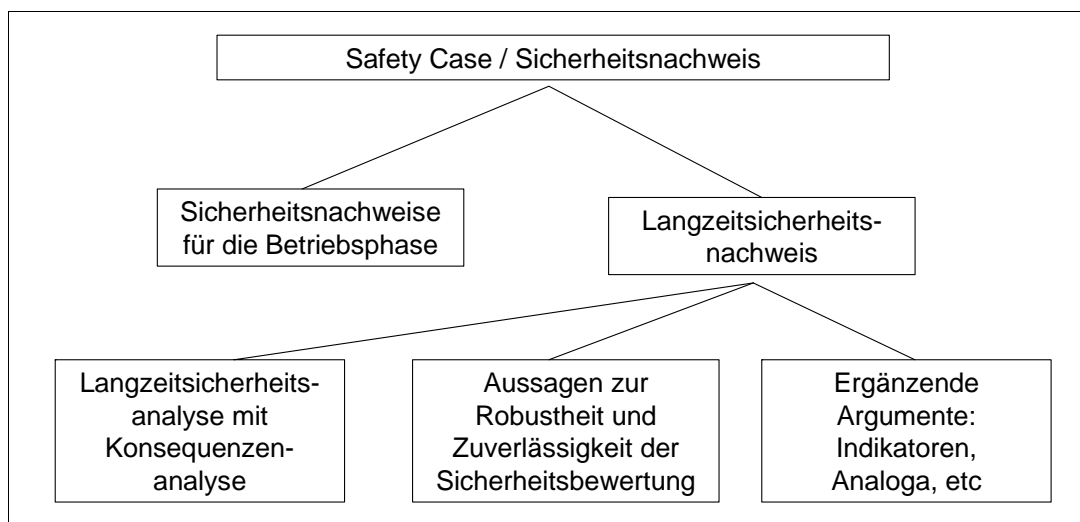 Safety Case / Sicherheitsnachweis
Sicherheitsnachweise
für die Betriebsphase
Langzeitsicherheits-
nachweis
Langzeitsicherheits-
analyse mit
Konsequenzen-
analyse
Aussagen zur
Robustheit und
Zuverlässigkeit der
Sicherheitsbewertung
Ergänzende
Argumente:
Indikatoren,
Analoga, etc